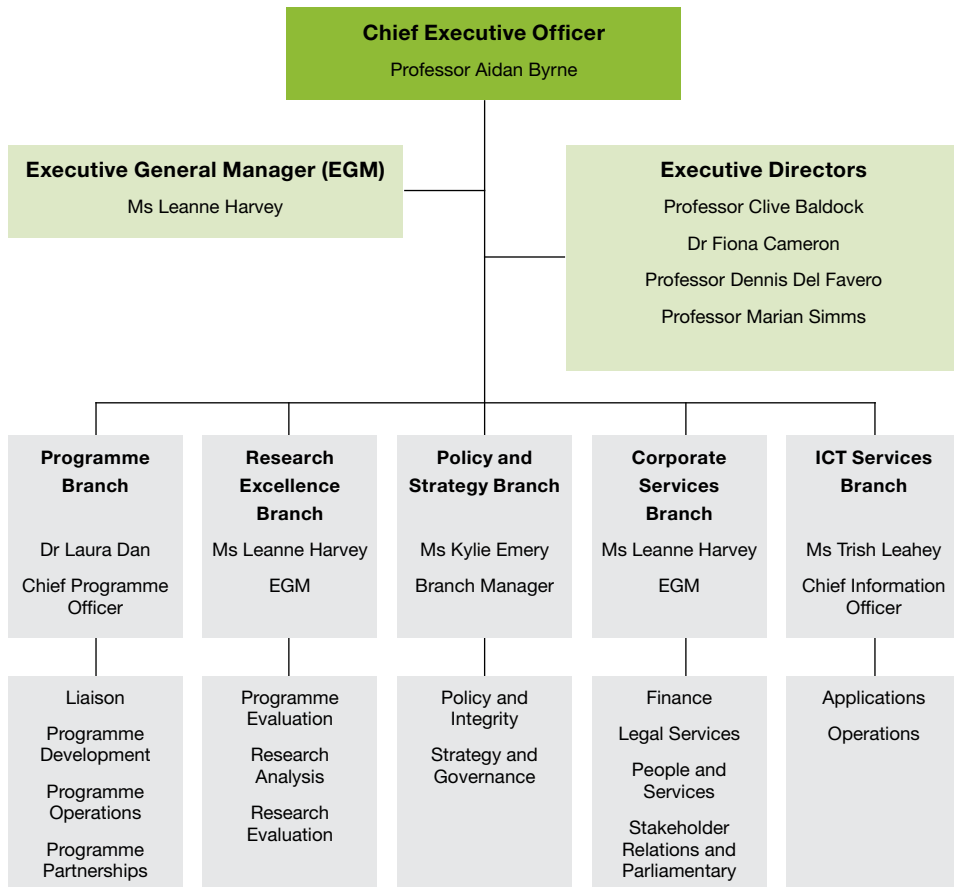 Chief Executive Officer
Professor Aidan Byrne
Executive General Manager (EGM)
Ms Leanne Harvey
Executive Directors
Professor Clive Baldock
Dr Fiona Cameron
Professor Dennis Del Favero
Professor Marian Simms
Programme
Branch
Dr Laura Dan
Chief Programme
Officer
Research
Excellence
Branch
Ms Leanne Harvey
EGM
Policy and
Strategy Branch
Ms Kylie Emery
Branch Manager
Corporate
Services
Branch
Ms Leanne Harvey
EGM
ICT Services
Branch
Ms Trish Leahey
Chief Information
Officer
Liaison
Programme
Development
Programme
Operations
Programme
Partnerships
Programme
Evaluation
Research
Analysis
Research
Evaluation
Policy and
Integrity
Strategy and
Governance
Finance
Legal Services
People and
Services
Stakeholder
Relations and
Parliamentary
Applications
Operations